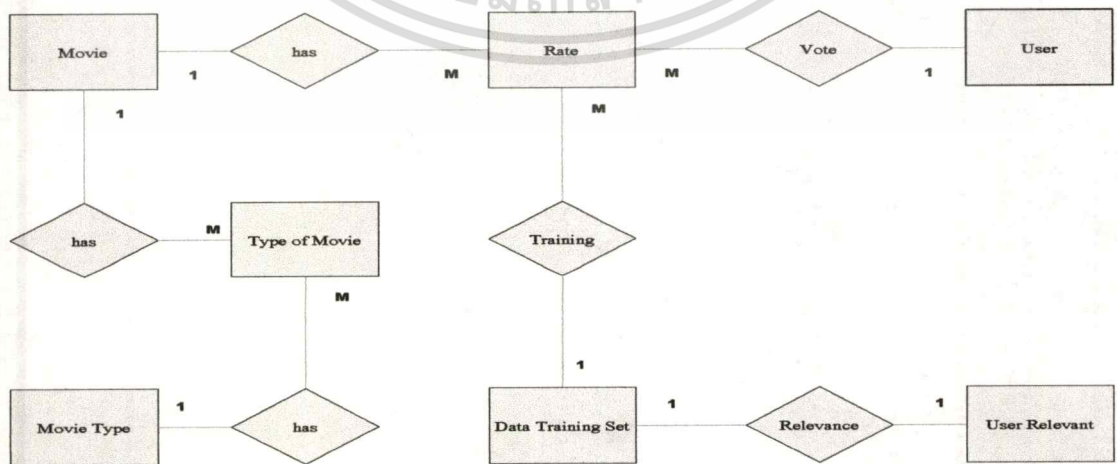 Movie
has
Rate
Vote
User
1
M
M
1
1
M
has
M
Type of Movie
Training
M
1
Movie Type
1
has
Data Training Set
1
Relevance
1
User Relevant